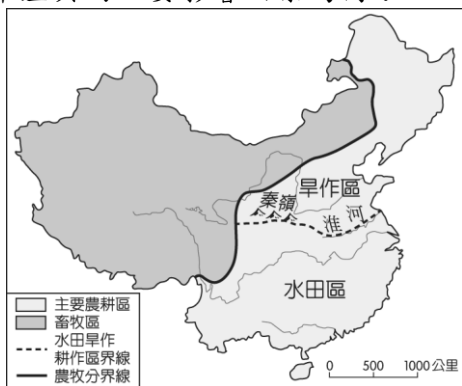 旱作區
秦嶺
淮河
水田區
主要農耕區
畜牧區
水田旱作
耕作區界線
農牧分界線
0 500 1000公里